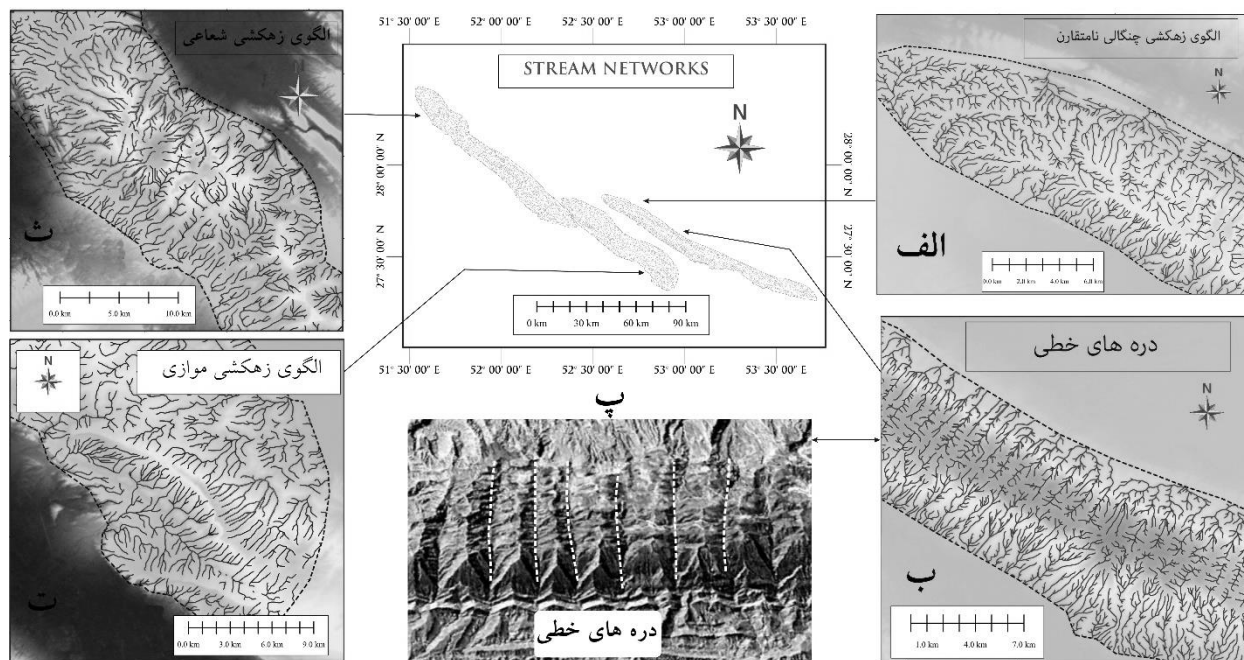 الگوی زهکشی شعاعی
ث
0.0 km 5.0 km 10.0 km
51° 30' 00" E 52° 00' 00" E 52° 30' 00" E 53° 00' 00" E 53° 30' 00" E
STREAM NETWORKS
N
28° 00' 00" N
27° 30' 00" N
28° 00' 00" N
27° 30' 00" N
0 km 30 km 60 km 90 km
51° 30' 00" E 52° 00' 00" E 52° 30' 00" E 53° 00' 00" E 53° 30' 00" E
پ
الگوی زهکشی چنگالی نامتقارن
N
الف
0.0 km 2.0 km 4.0 km 6.0 km
N
الگوی زهکشی موازی
ت
0.0 km 3.0 km 6.0 km 9.0 km
دره های خطی
دره های خطی
N
ب
1.0 km 4.0 km 7.0 km